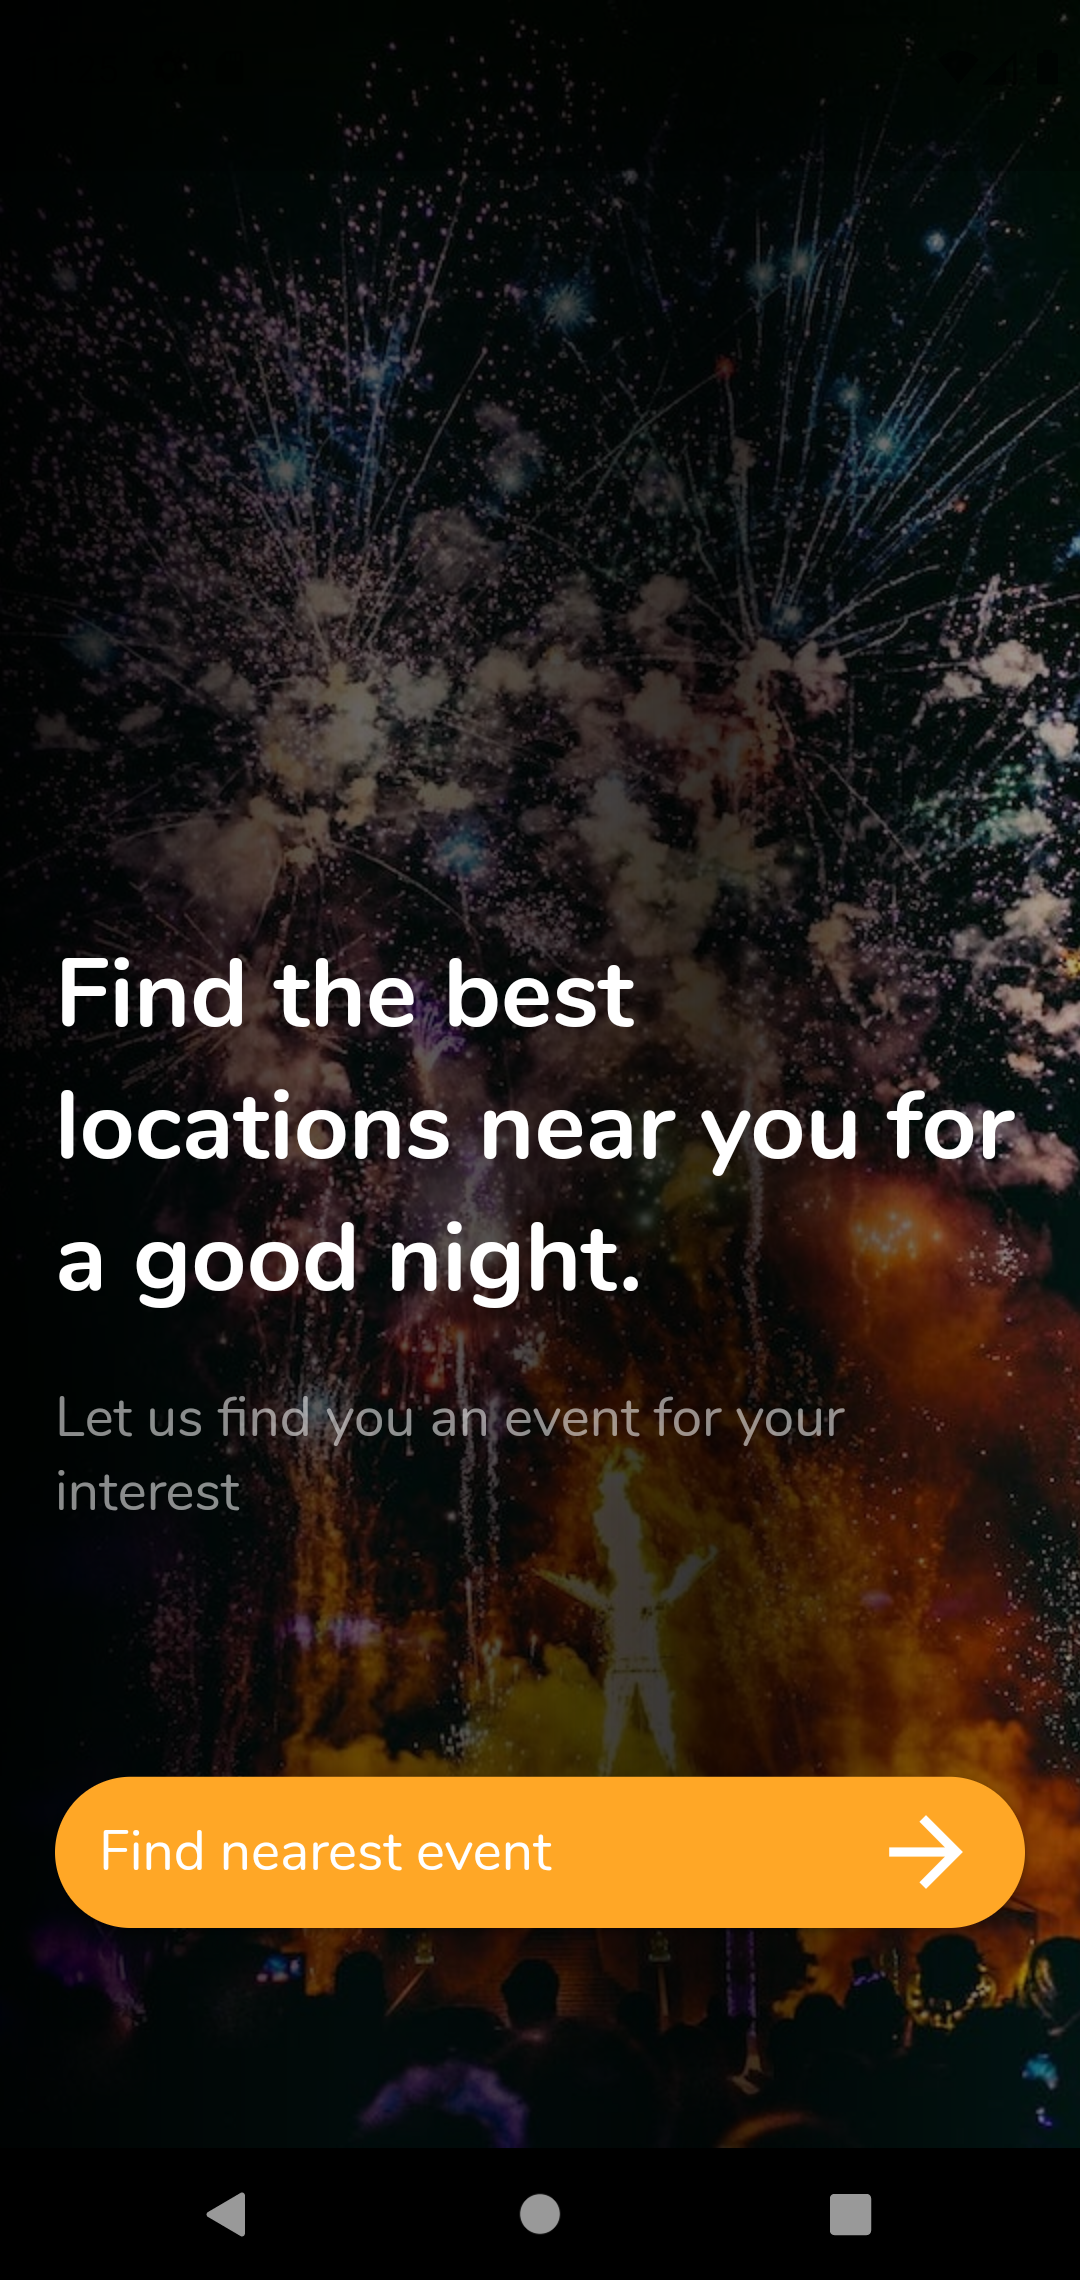 Find the best
locations near you for
a good night.
Let us find you an event for your
interest
Find nearest event